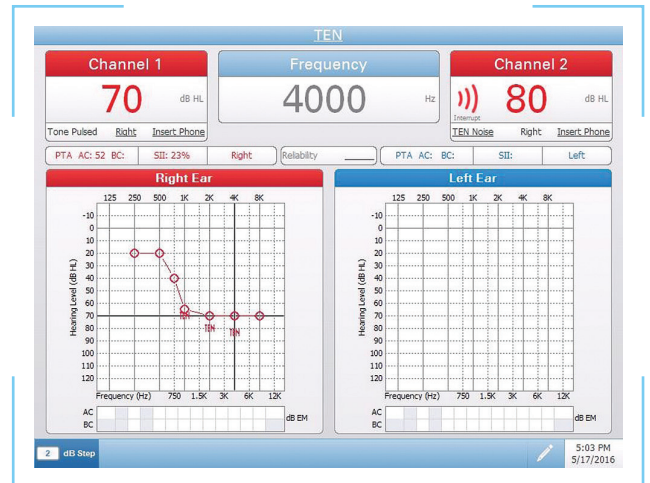 TEN
Channel 1
Frequency
Channel 2
70 dB HL
4000 Hz
80 dB HL
Interrupt
Tone Pulsed Right Insert Phone
TEN Noise Right Insert Phone
PTA AC: 52 BC: SII: 23% Right
Reliability
PTA AC: BC: SII: Left
Right Ear
Left Ear
125 250 500 1K 2K 4K 8K
125 250 500 1K 2K 4K 8K
Hearing Level (dB HL)
-10
0
10
20
30
40
50
60
70
80
90
100
110
120
TEN
TEN
TEN
Frequency (Hz) 750 1.5K 3K 6K 12K
AC
BC
dB EM
Hearing Level (dB HL)
-10
0
10
20
30
40
50
60
70
80
90
100
110
120
Frequency (Hz) 750 1.5K 3K 6K 12K
AC
BC
dB EM
2 dB Step
5:03 PM
5/17/2016